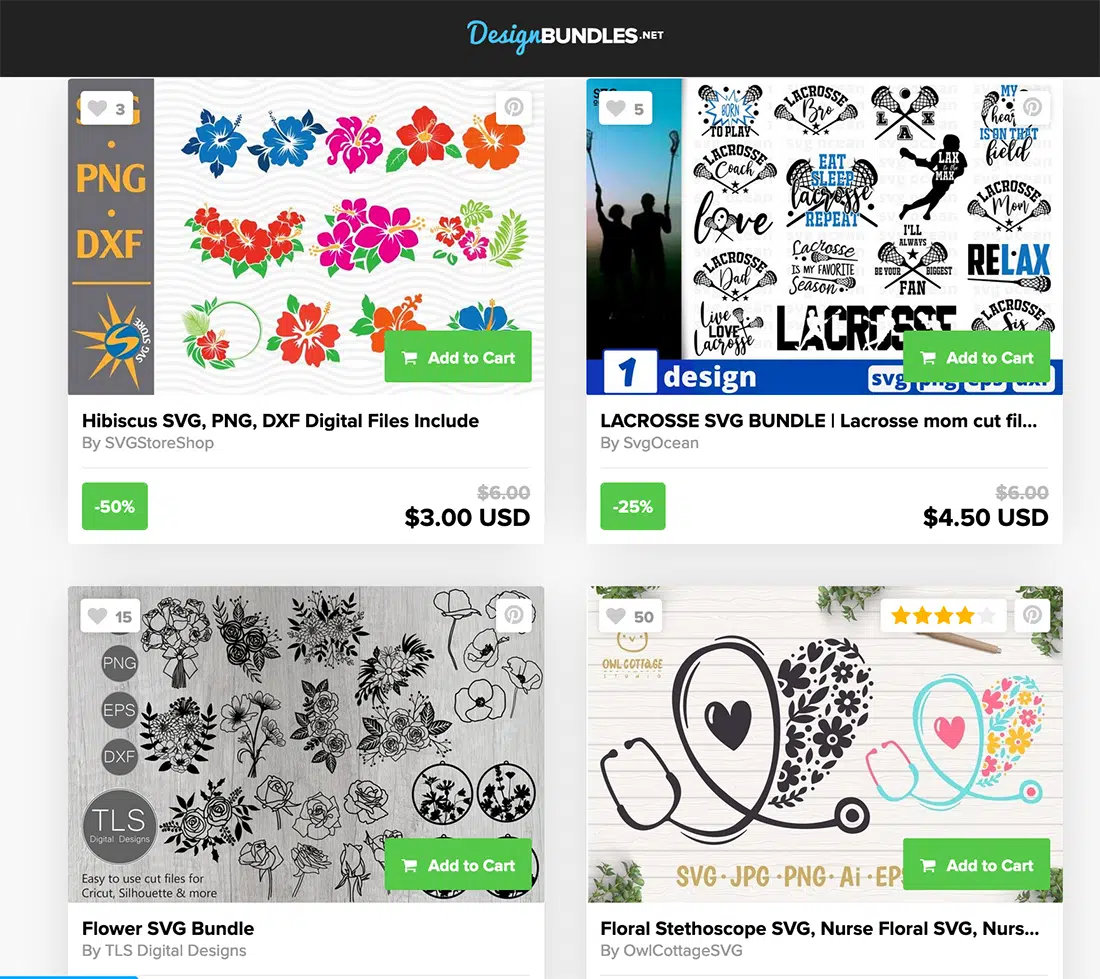 DesignBUNDLES.NET
3
PNG
DXF
SVG STORE
Add to Cart
Hibiscus SVG, PNG, DXF Digital Files Include
By SVGStoreShop
-50%
$6.00
$3.00 USD
5
BORN
TO PLAY
LACROSSE
Bro
L A X
MY
heart
IS ON THAT
field
LACROSSE
Coach
EAT
SLEEP
lacrosse
REPEAT
LAX
to the
MAX
LACROSSE
Mom
love
Lacrosse
IS MY FAVORITE
Season
I'LL
ALWAYS
BE YOUR BIGGEST
FAN
RELAX
LACROSSE
Dad
Live
LOVE
Lacrosse
LACROSSE
LACROSSE
Sis
Add to Cart
1 design
svg png eps dxf
LACROSSE SVG BUNDLE | Lacrosse mom cut fil...
By SvgOcean
-25%
$6.00
$4.50 USD
15
PNG
EPS
DXF
TLS
Digital Designs
Easy to use cut files for
Cricut, Silhouette & more
Add to Cart
Flower SVG Bundle
By TLS Digital Designs
50
OWL COTTAGE
STUDIO
SVG·JPG·PNG·Ai·EPS
Add to Cart
Floral Stethoscope SVG, Nurse Floral SVG, Nurs...
By OwlCottageSVG